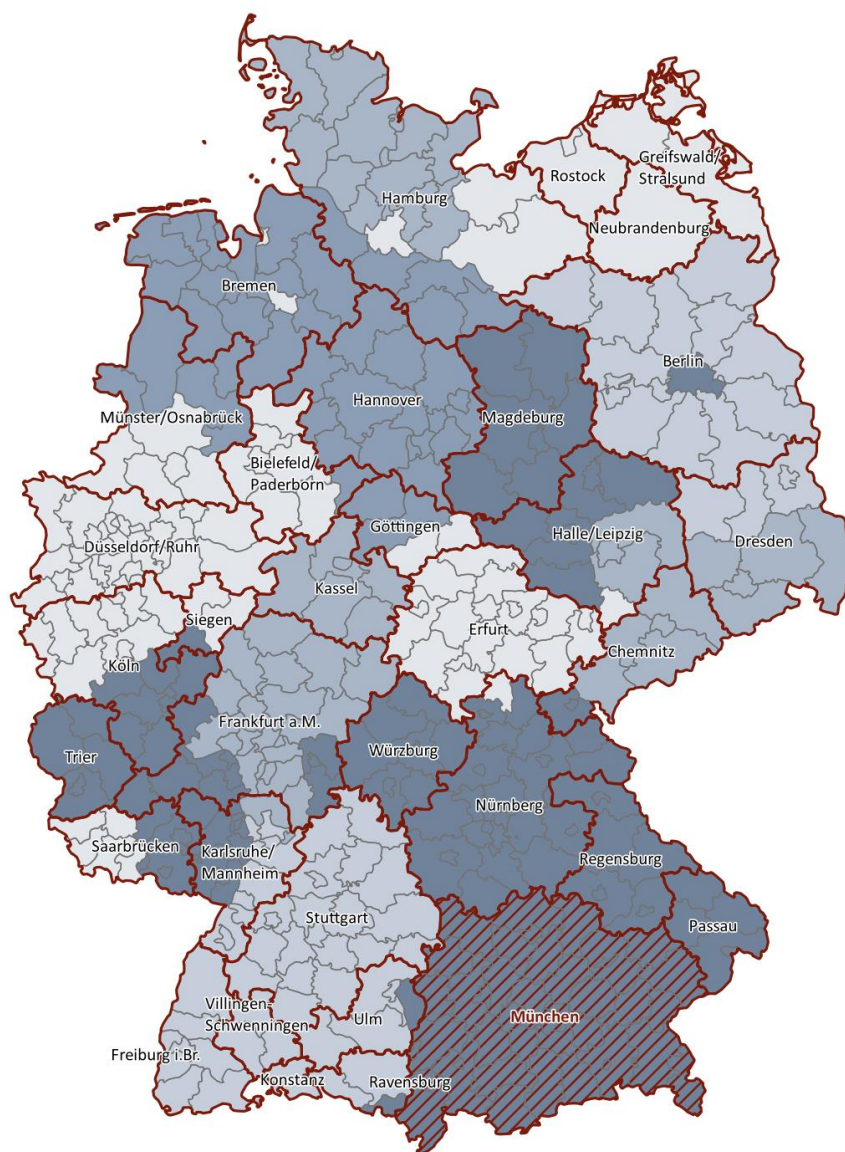 Greifswald/
Stralsund
Rostock
Hamburg
Neubrandenburg
Bremen
Berlin
Hannover
Münster/Osnabrück
Magdeburg
Bielefeld/
Paderborn
Göttingen
Halle/Leipzig
Düsseldorf/Ruhr
Dresden
Kassel
Siegen
Erfurt
Chemnitz
Köln
Frankfurt a.M.
Trier
Würzburg
Nürnberg
Saarbrücken
Karlsruhe/
Mannheim
Regensburg
Stuttgart
Passau
Villingen-
Schwenningen
Ulm
München
Freiburg i.Br.
Konstanz
Ravensburg